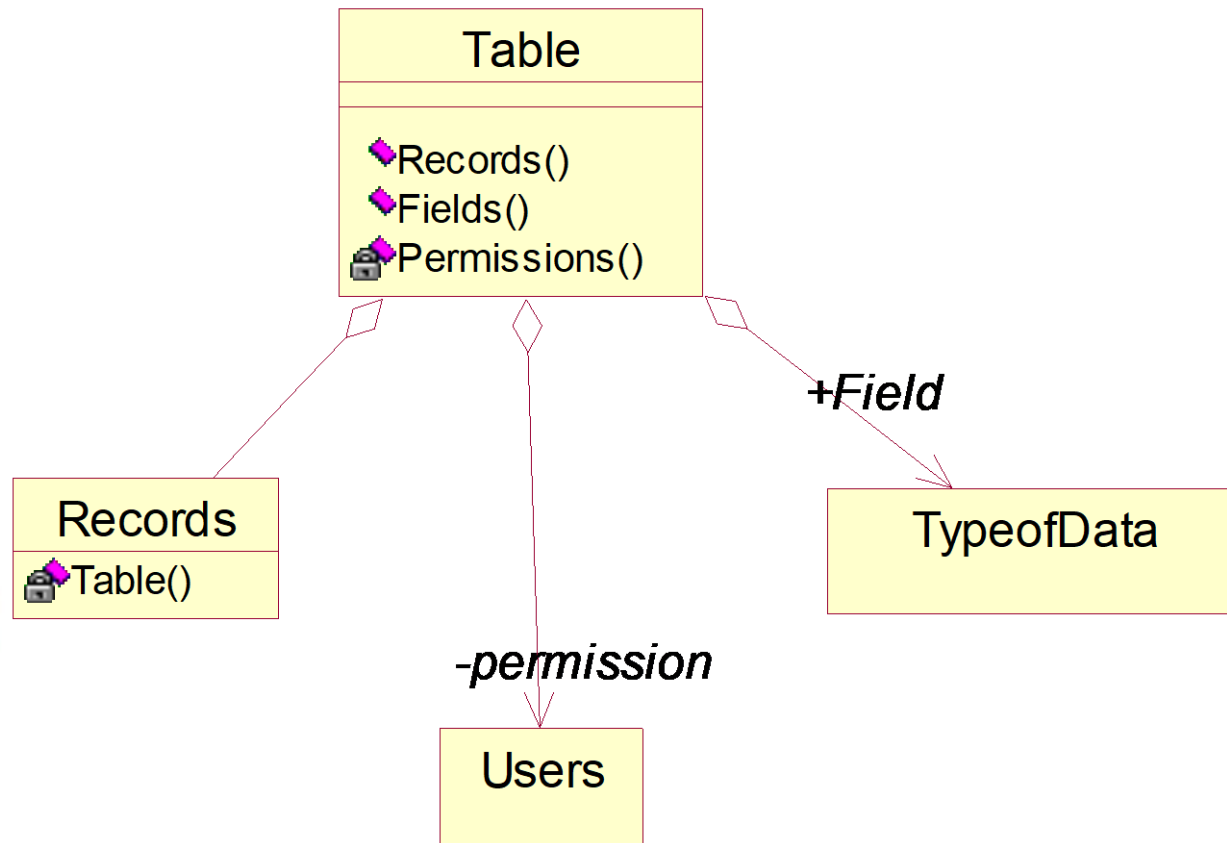 Table
Records()
Fields()
Permissions()
+Field
Records
Table()
TypeofData
-permission
Users